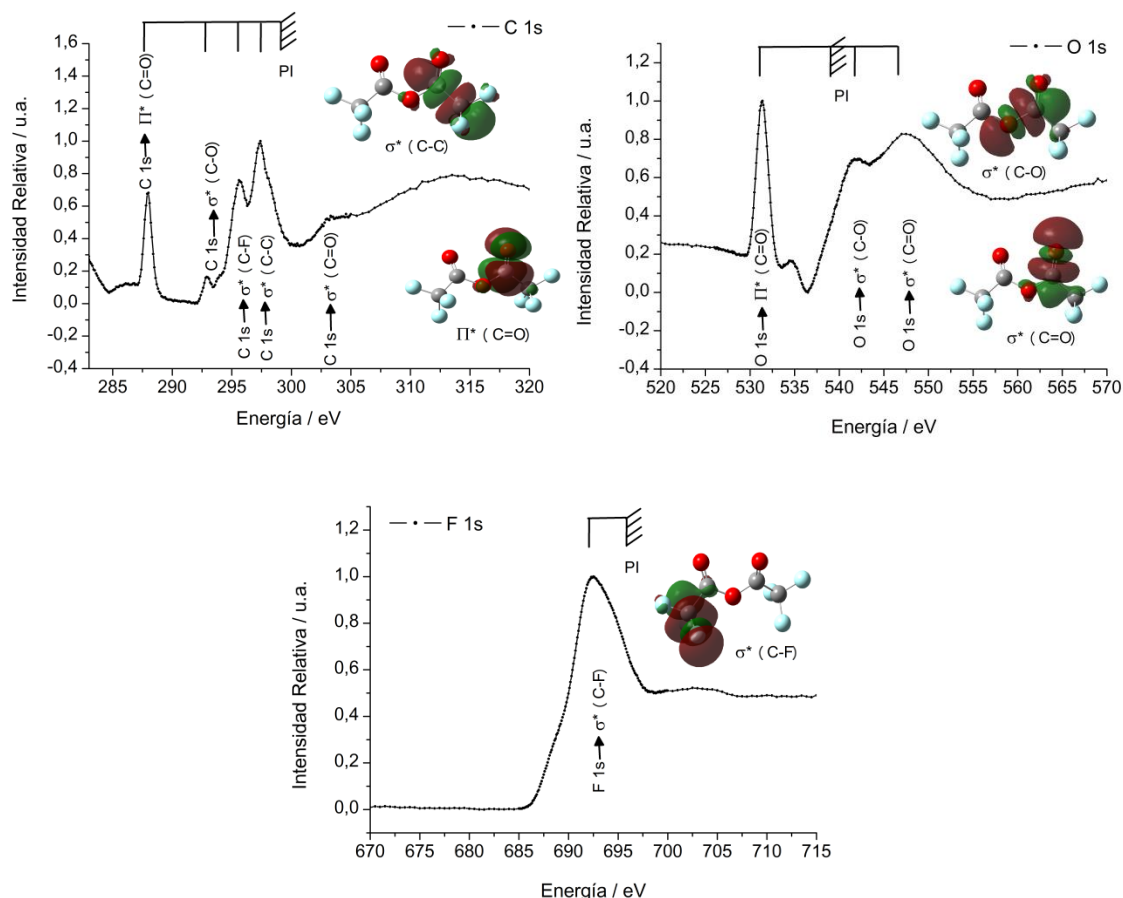 C 1s
PI
1,6
1,4
1,2
1,0
0,8
0,6
0,4
0,2
0,0
-0,2
-0,4
285 290 295 300 305 310 315 320
Intensidad Relativa / u.a.
Energía / eV
C 1s Π* (C=O)
C 1s σ* (C-O)
C 1s σ* (C-F)
C 1s σ* (C-C)
C 1s σ* (C=O)
σ* (C-C)
Π* (C=O)
O 1s
PI
1,2
1,0
0,8
0,6
0,4
0,2
0,0
-0,2
-0,4
520 525 530 535 540 545 550 555 560 565 570
Intensidad Relativa / u.a.
Energía / eV
O 1s Π* (C=O)
O 1s σ* (C-O)
O 1s σ* (C=O)
σ* (C-O)
σ* (C=O)
F 1s
PI
1,2
1,0
0,8
0,6
0,4
0,2
0,0
670 675 680 685 690 695 700 705 710 715
Intensidad Relativa / u.a.
Energía / eV
F 1s σ* (C-F)
σ* (C-F)